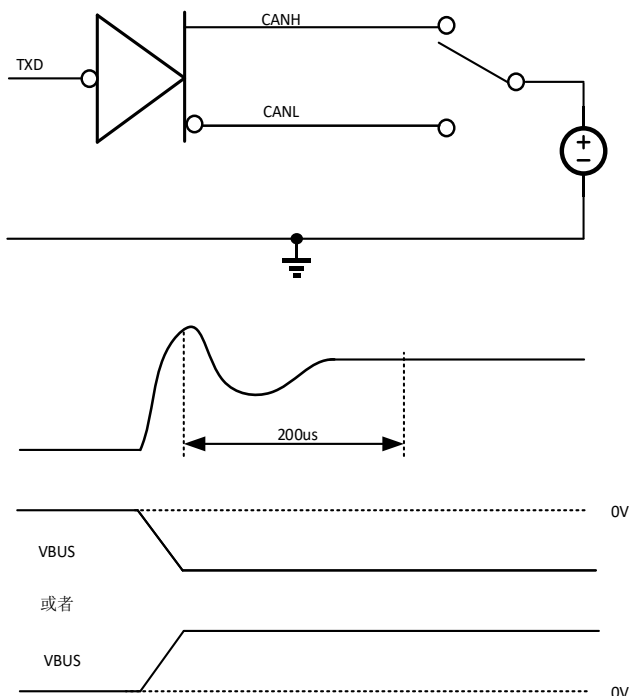 CANH
TXD
CANL
+
−
200us
0V
VBUS
或者
VBUS
0V